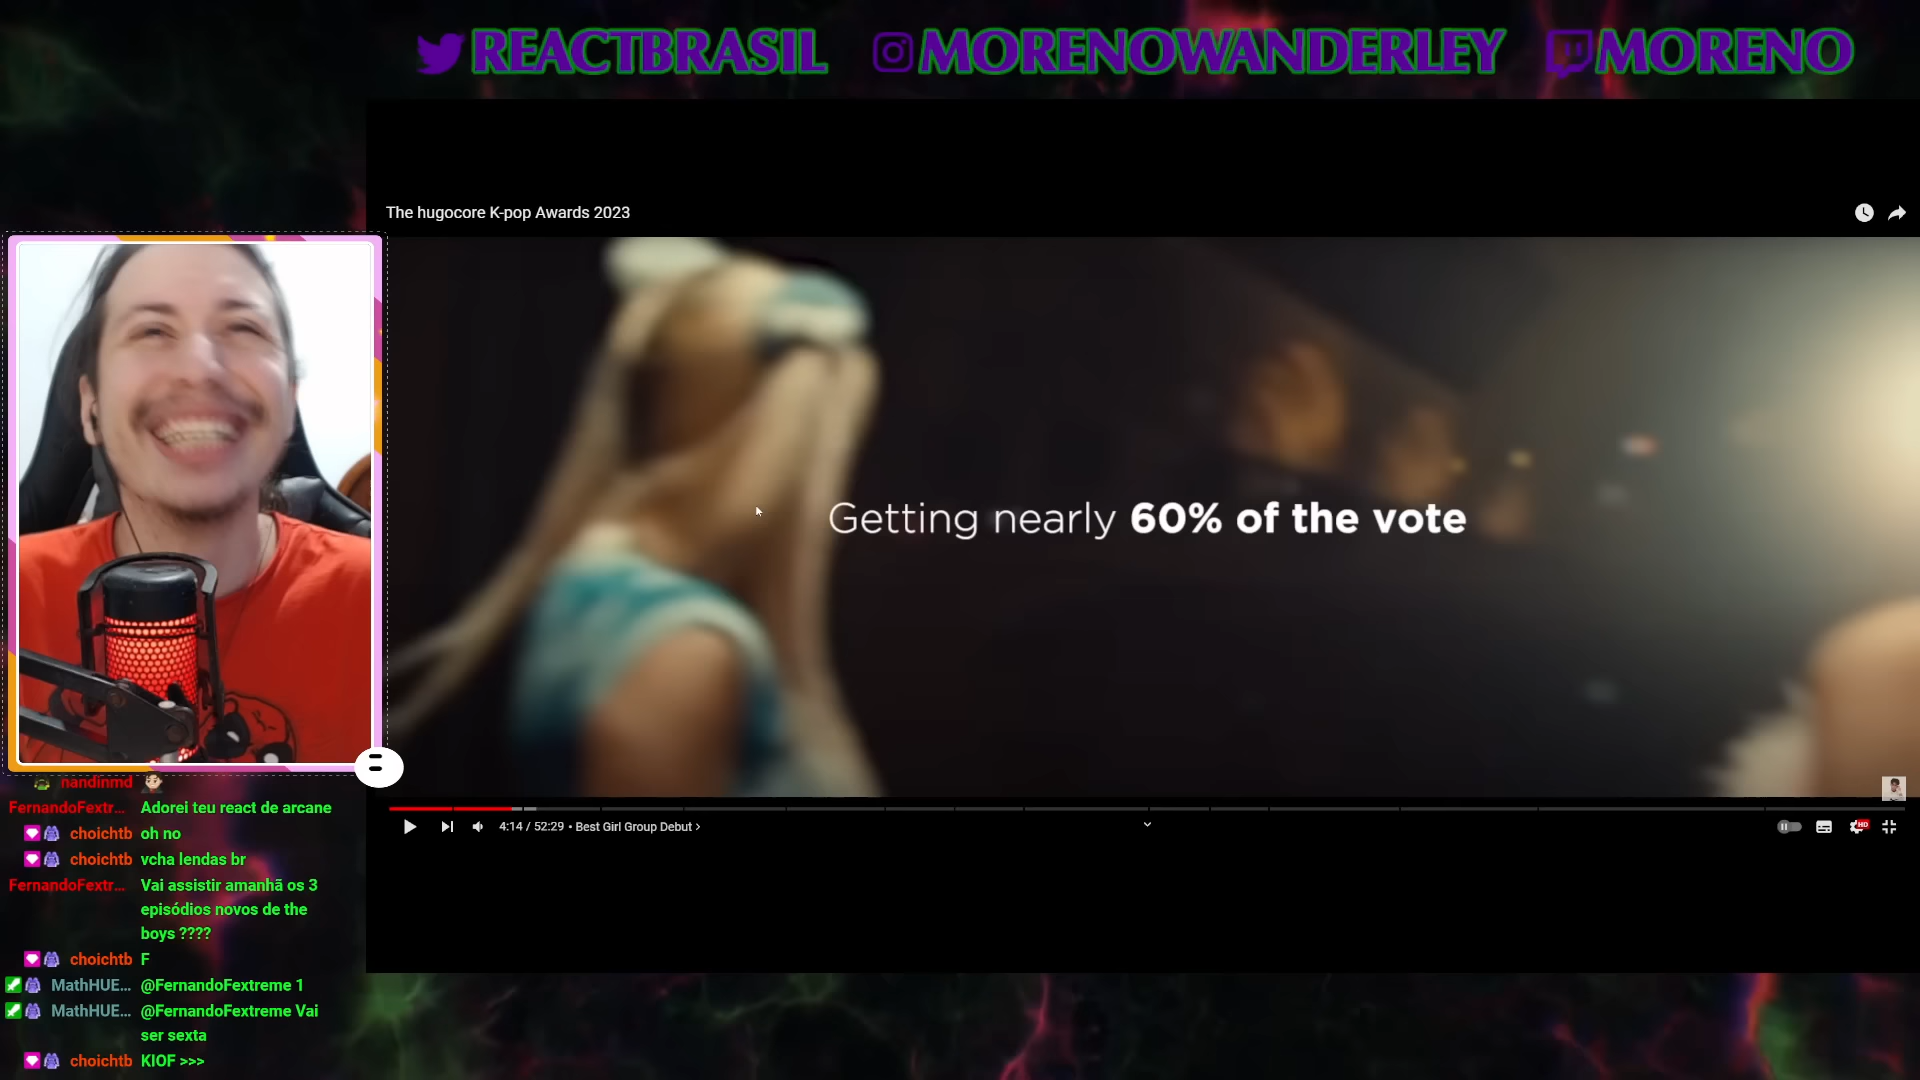 REACTBRASIL MORENOWANDERLEY MORENO
The hugocore K-pop Awards 2023
Getting nearly 60% of the vote
4:14 / 52:29 • Best Girl Group Debut
HD
nandinmd
FernandoFextr... Adorei teu react de arcane
choichtb oh no
choichtb vcha lendas br
FernandoFextr... Vai assistir amanhã os 3
episódios novos de the
boys ????
choichtb F
MathHUE... @FernandoFextreme 1
MathHUE... @FernandoFextreme Vai
ser sexta
choichtb KIOF >>>